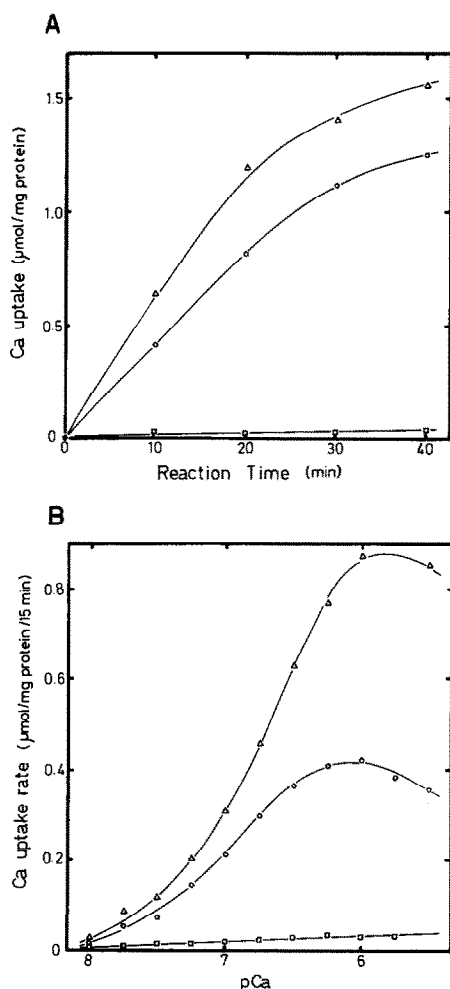 A
Ca uptake (µmol/mg protein)
1.5
1.0
0.5
0
0 10 20 30 40
Reaction Time (min)
B
Ca uptake rate (µmol/mg protein/15 min)
0.8
0.6
0.4
0.2
0
8 7 6
pCa